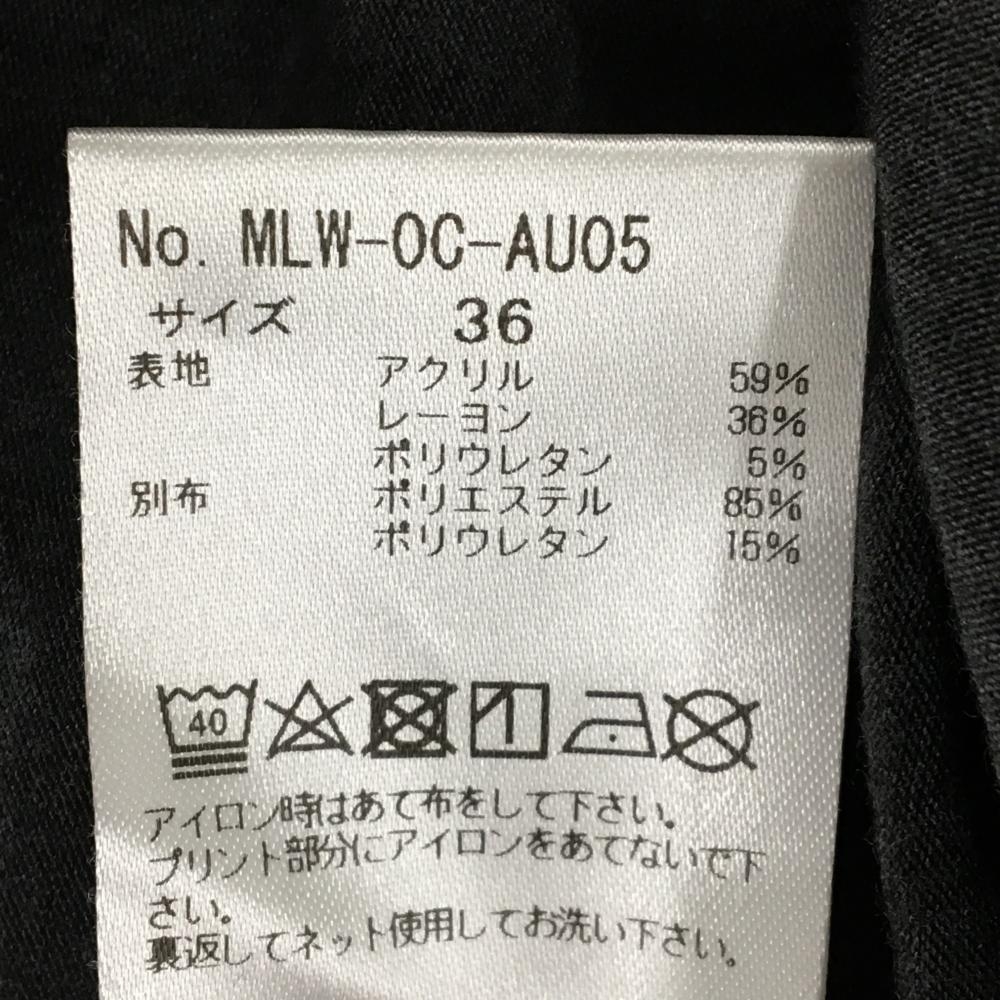 No. MLW-OC-AU05
サイズ 36
表地 アクリル 59%
レーヨン 36%
ポリウレタン 5%
別布 ポリエステル 85%
ポリウレタン 15%
40
アイロン時はあて布をして下さい。
プリント部分にアイロンをあてないで下
さい。
裏返してネット使用してお洗い下さい。